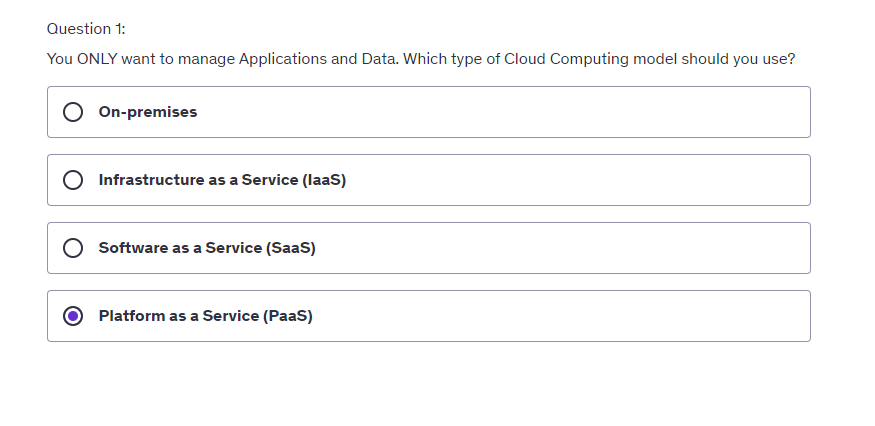 Question 1:
You ONLY want to manage Applications and Data. Which type of Cloud Computing model should you use?
On-premises
Infrastructure as a Service (IaaS)
Software as a Service (SaaS)
Platform as a Service (PaaS)